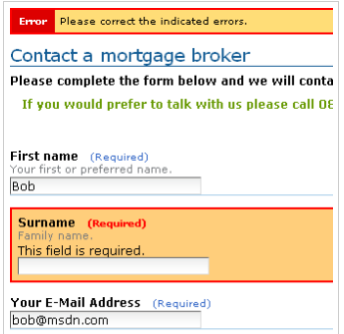 Error Please correct the indicated errors.
Contact a mortgage broker
Please complete the form below and we will conta
If you would prefer to talk with us please call 08
First name (Required)
Your first or preferred name.
Bob
Surname (Required)
Family name.
This field is required.
Your E-Mail Address (Required)
bob@msdn.com